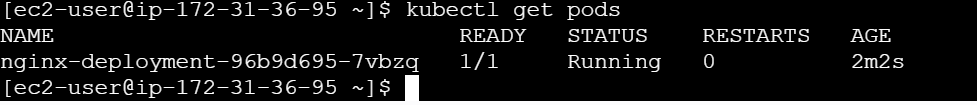 [ec2-user@ip-172-31-36-95 ~]$ kubectl get pods
NAME READY STATUS RESTARTS AGE
nginx-deployment-96b9d695-7vbzq 1/1 Running 0 2m2s
[ec2-user@ip-172-31-36-95 ~]$